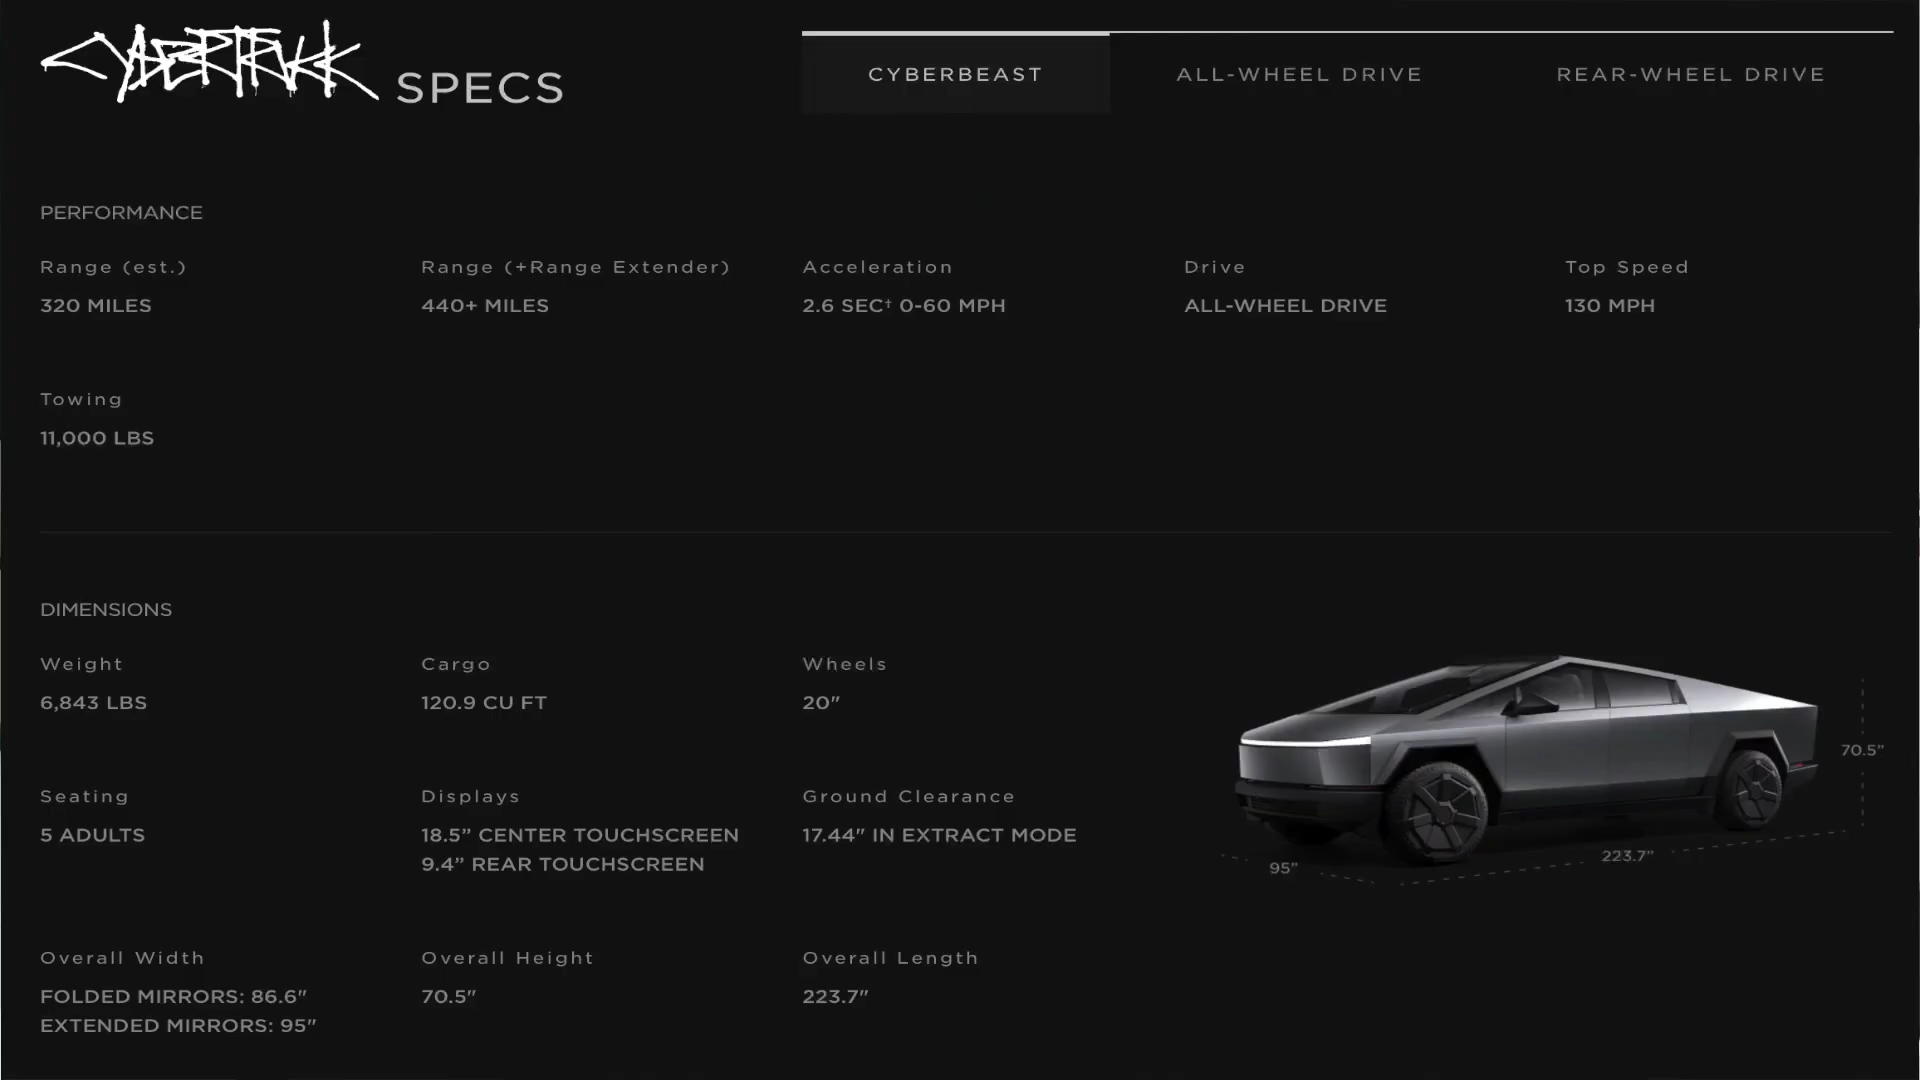 CYBERTRUCK SPECS
CYBERBEAST
ALL-WHEEL DRIVE
REAR-WHEEL DRIVE
PERFORMANCE
Range (est.)
320 MILES
Range (+Range Extender)
440+ MILES
Acceleration
2.6 SEC† 0-60 MPH
Drive
ALL-WHEEL DRIVE
Top Speed
130 MPH
Towing
11,000 LBS
DIMENSIONS
Weight
6,843 LBS
Cargo
120.9 CU FT
Wheels
20"
Seating
5 ADULTS
Displays
18.5” CENTER TOUCHSCREEN
9.4” REAR TOUCHSCREEN
Ground Clearance
17.44" IN EXTRACT MODE
Overall Width
FOLDED MIRRORS: 86.6"
EXTENDED MIRRORS: 95"
Overall Height
70.5"
Overall Length
223.7"
70.5”
95”
223.7”